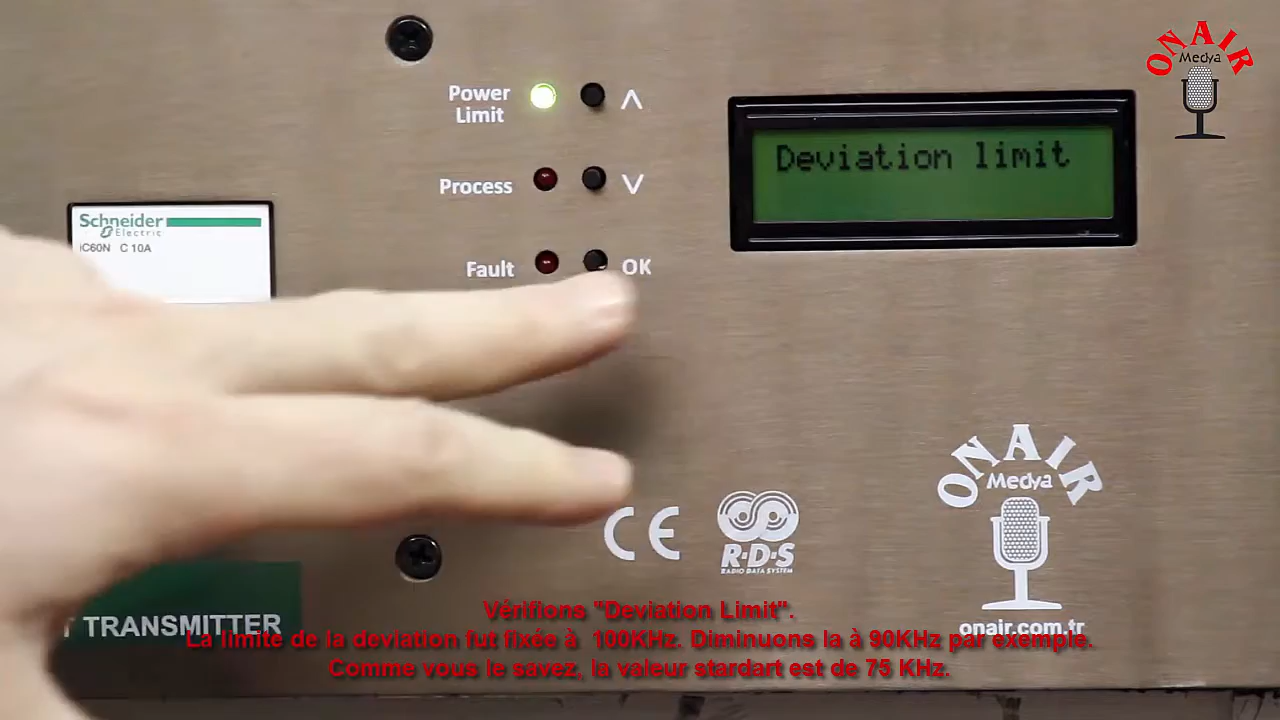 ONAIR
Medya
Power
Limit
Deviation limit
Process
Schneider
Electric
iC60N C 10A
Fault
OK
ONAIR
Medya
CE
R·D·S
RADIO DATA SYSTEM
onair.com.tr
T TRANSMITTER
Vérifions "Deviation Limit".
La limite de la deviation fut fixée à 100KHz. Diminuons la à 90KHz par exemple.
Comme vous le savez, la valeur stardart est de 75 KHz.